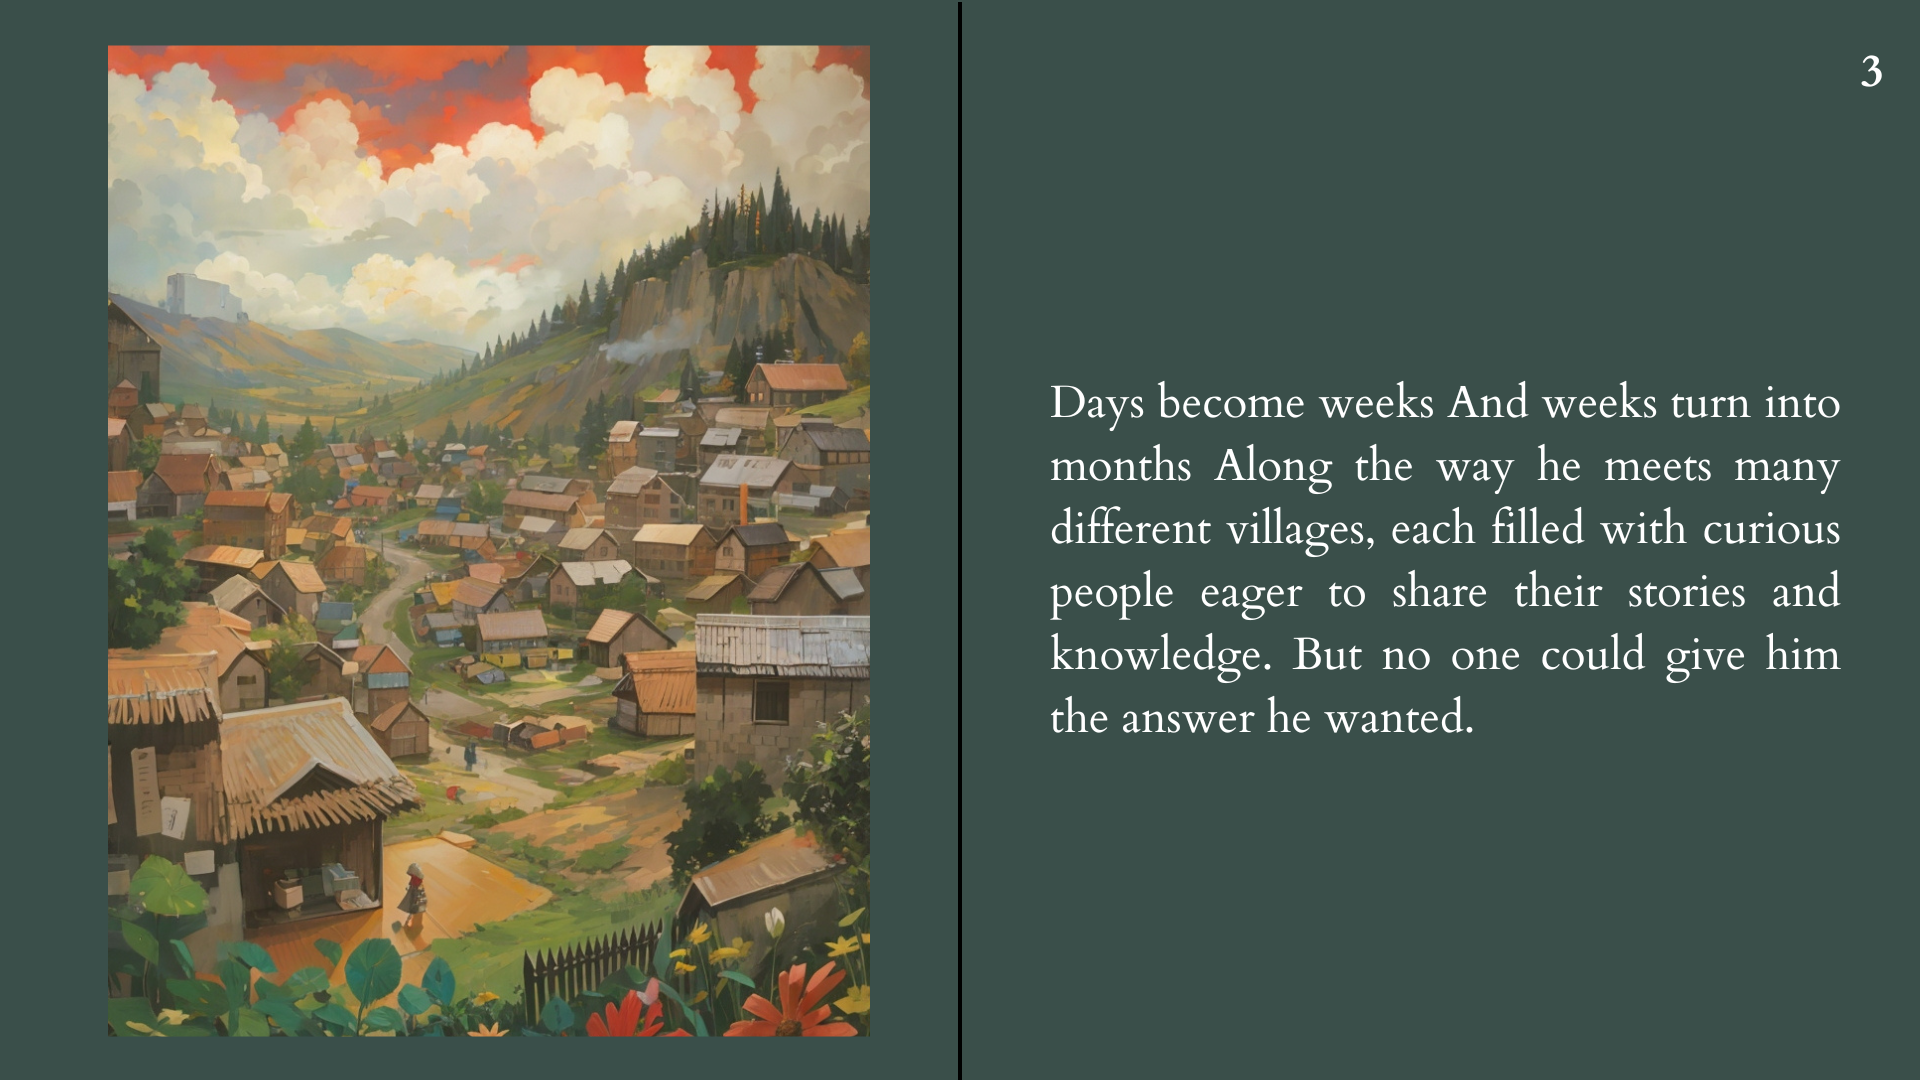 3
Days become weeks And weeks turn into
months Along the way he meets many
different villages, each filled with curious
people eager to share their stories and
knowledge. But no one could give him
the answer he wanted.